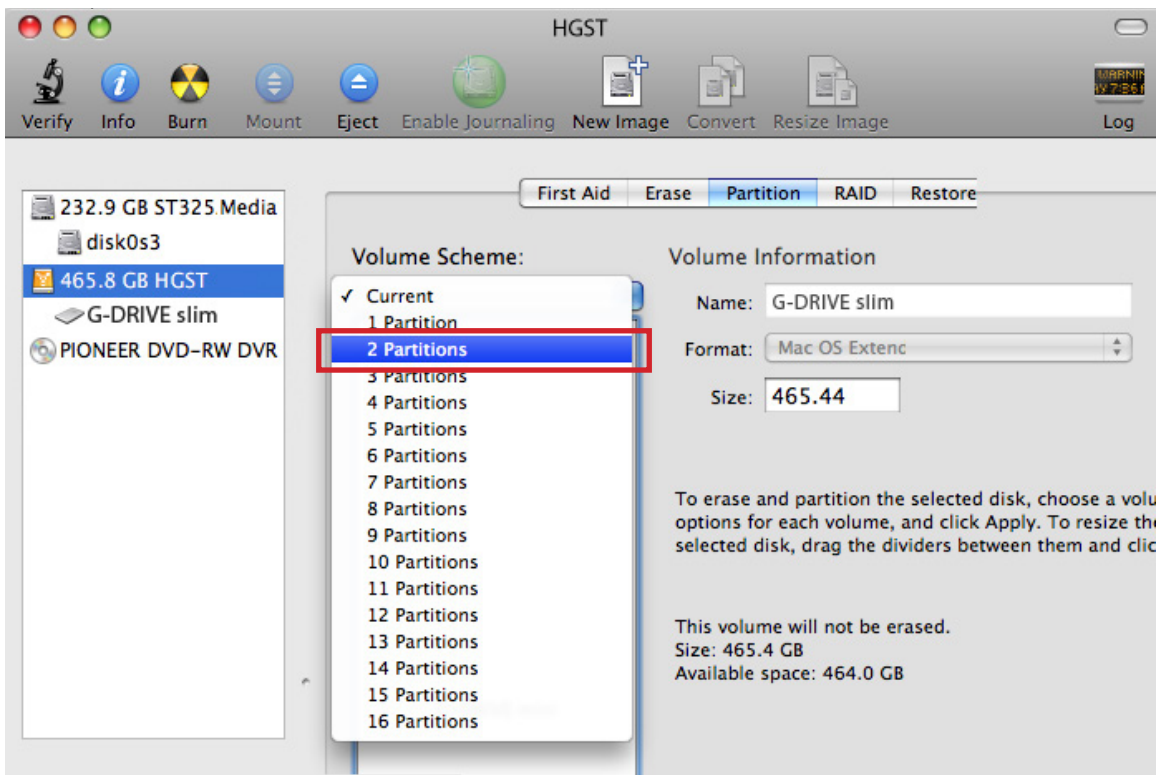 HGST
Verify
Info
Burn
Mount
Eject
Enable Journaling
New Image
Convert
Resize Image
Log
232.9 GB ST325 Media
disk0s3
465.8 GB HGST
G-DRIVE slim
PIONEER DVD-RW DVR
First Aid
Erase
Partition
RAID
Restore
Volume Scheme:
✓ Current
1 Partition
2 Partitions
3 Partitions
4 Partitions
5 Partitions
6 Partitions
7 Partitions
8 Partitions
9 Partitions
10 Partitions
11 Partitions
12 Partitions
13 Partitions
14 Partitions
15 Partitions
16 Partitions
Volume Information
Name: G-DRIVE slim
Format: Mac OS Extend
Size: 465.44
To erase and partition the selected disk, choose a volu
options for each volume, and click Apply. To resize the
selected disk, drag the dividers between them and clic
This volume will not be erased.
Size: 465.4 GB
Available space: 464.0 GB